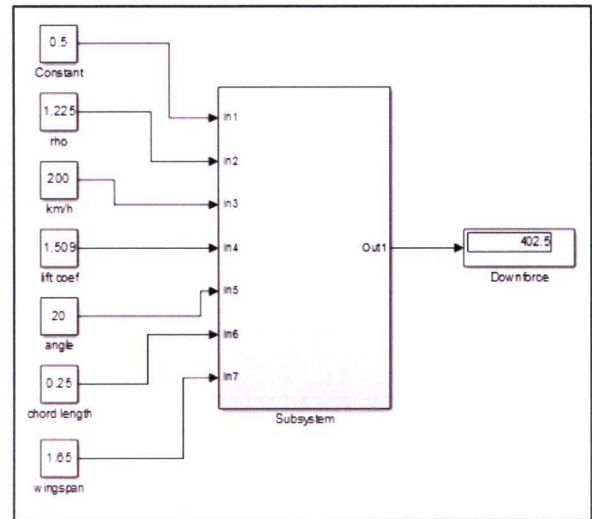 0.5
Constant
1.225
rho
200
km/h
1.509
lift coef
20
angle
0.25
chord length
1.65
wingspan
In1
In2
In3
In4
In5
In6
In7
Out1
Subsystem
402.5
Downforce